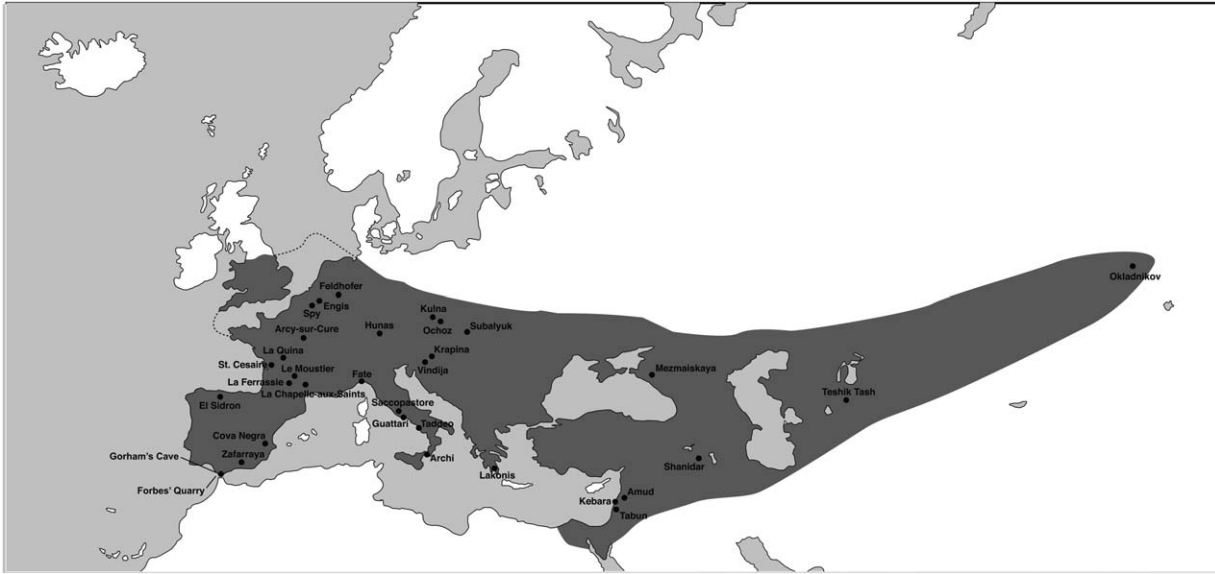 Okladnikov
Feldhofer
Engis
Spy
Kulna
Ochoz
Subalyuk
Hunas
Arcy-sur-Cure
La Quina
Krapina
St. Cesaire
Le Moustier
Vindija
Mezmaiskaya
Fate
La Ferrassie
La Chapelle-aux-Saints
Teshik Tash
El Sidron
Saccopastore
Guattari
Taddeo
Cova Negra
Zafarraya
Gorham's Cave
Archi
Shanidar
Lakonis
Forbes' Quarry
Amud
Kebara
Tabun